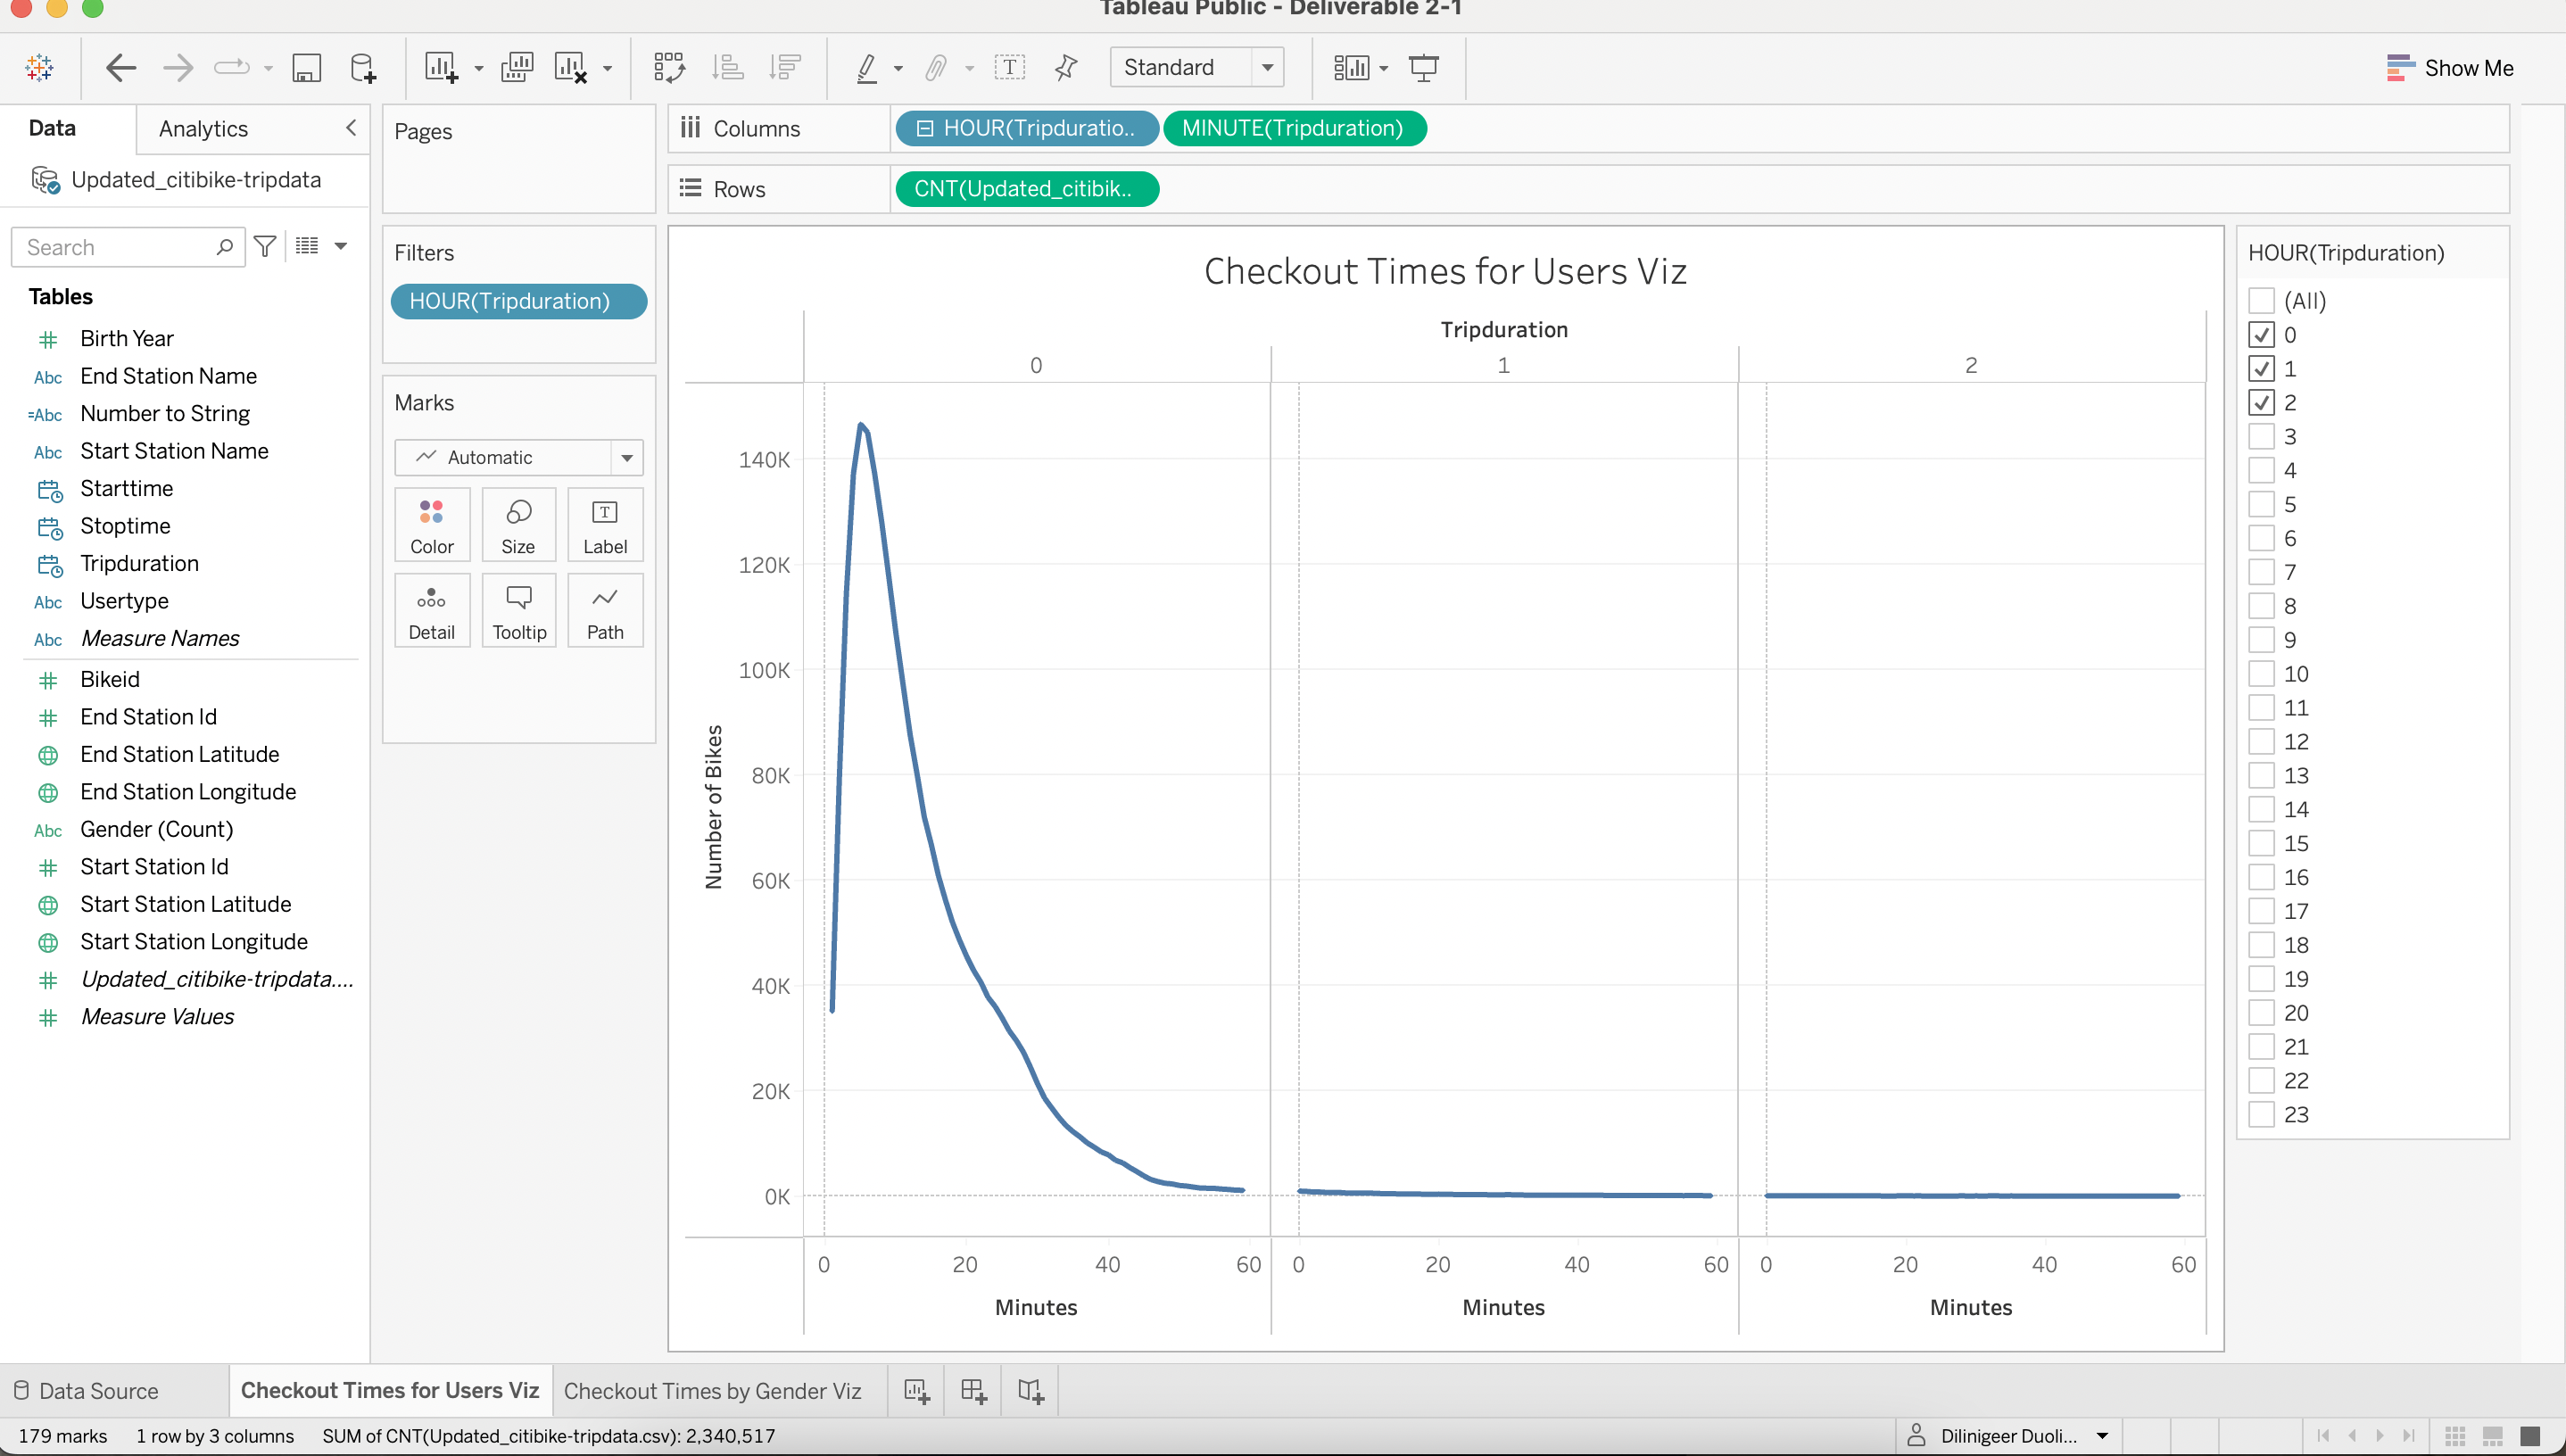 Tableau Public - Deliverable 2-1
Standard
Show Me
Data
Analytics
Updated_citibike-tripdata
Search
Tables
Birth Year
Abc End Station Name
=Abc Number to String
Abc Start Station Name
Starttime
Stoptime
Tripduration
Abc Usertype
Abc Measure Names
Bikeid
End Station Id
End Station Latitude
End Station Longitude
Abc Gender (Count)
Start Station Id
Start Station Latitude
Start Station Longitude
Updated_citibike-tripdata....
Measure Values
Pages
Filters
HOUR(Tripduration)
Marks
Automatic
Color Size Label
Detail Tooltip Path
Columns HOUR(Tripduratio.. MINUTE(Tripduration)
Rows CNT(Updated_citibik..
Checkout Times for Users Viz
Tripduration
0 1 2
Number of Bikes
140K
120K
100K
80K
60K
40K
20K
0K
0 20 40 60 0 20 40 60 0 20 40 60
Minutes Minutes Minutes
HOUR(Tripduration)
(All)
0
1
2
3
4
5
6
7
8
9
10
11
12
13
14
15
16
17
18
19
20
21
22
23
Data Source Checkout Times for Users Viz Checkout Times by Gender Viz
179 marks 1 row by 3 columns SUM of CNT(Updated_citibike-tripdata.csv): 2,340,517
Dilinigeer Duoli...